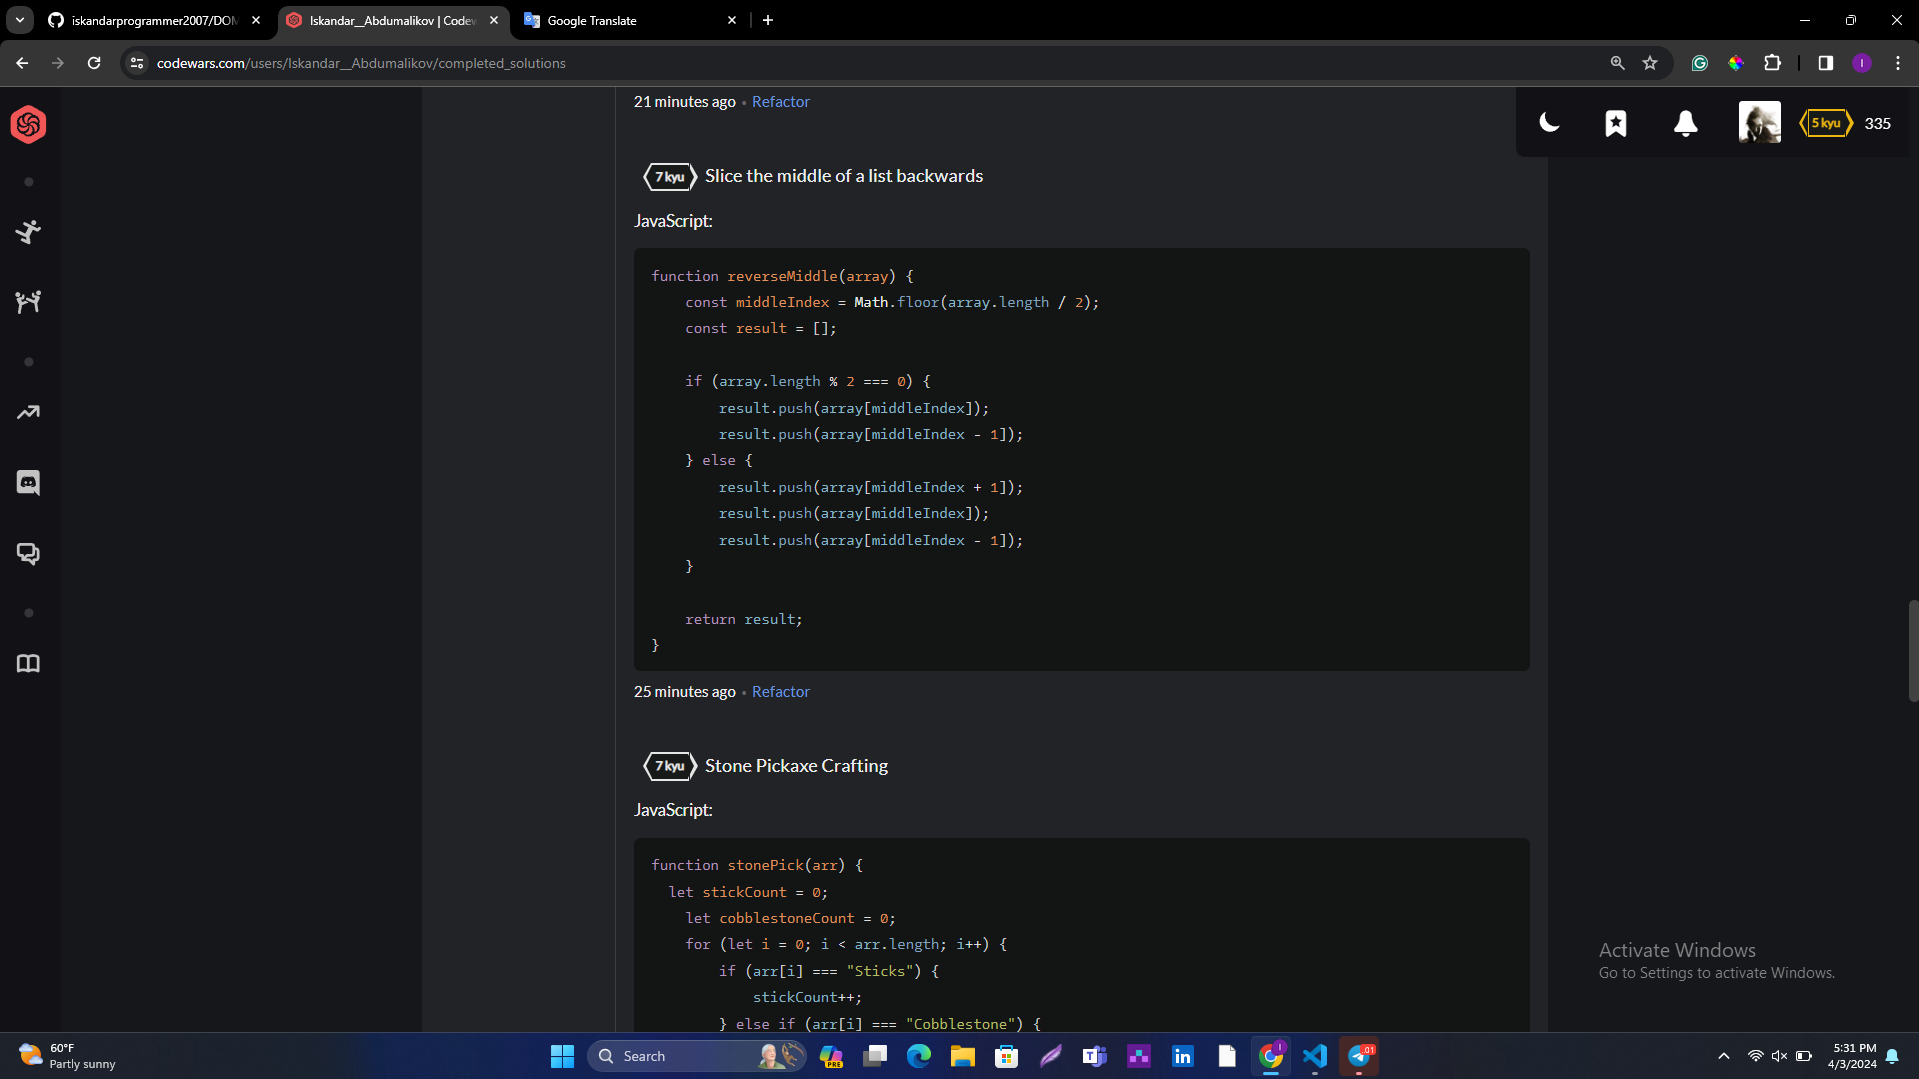 iskandarprogrammer2007/DOM
Iskandar__Abdumalikov | Codew
Google Translate
codewars.com/users/Iskandar__Abdumalikov/completed_solutions
21 minutes ago • Refactor
5 kyu 335
7 kyu Slice the middle of a list backwards
JavaScript:
function reverseMiddle(array) {
    const middleIndex = Math.floor(array.length / 2);
    const result = [];
    if (array.length % 2 === 0) {
        result.push(array[middleIndex]);
        result.push(array[middleIndex - 1]);
    } else {
        result.push(array[middleIndex + 1]);
        result.push(array[middleIndex]);
        result.push(array[middleIndex - 1]);
    }
    return result;
}
25 minutes ago • Refactor
7 kyu Stone Pickaxe Crafting
JavaScript:
function stonePick(arr) {
  let stickCount = 0;
    let cobblestoneCount = 0;
    for (let i = 0; i < arr.length; i++) {
        if (arr[i] === "Sticks") {
            stickCount++;
        } else if (arr[i] === "Cobblestone") {
Activate Windows
Go to Settings to activate Windows.
60°F
Partly sunny
Search
PRE
5:31 PM
4/3/2024